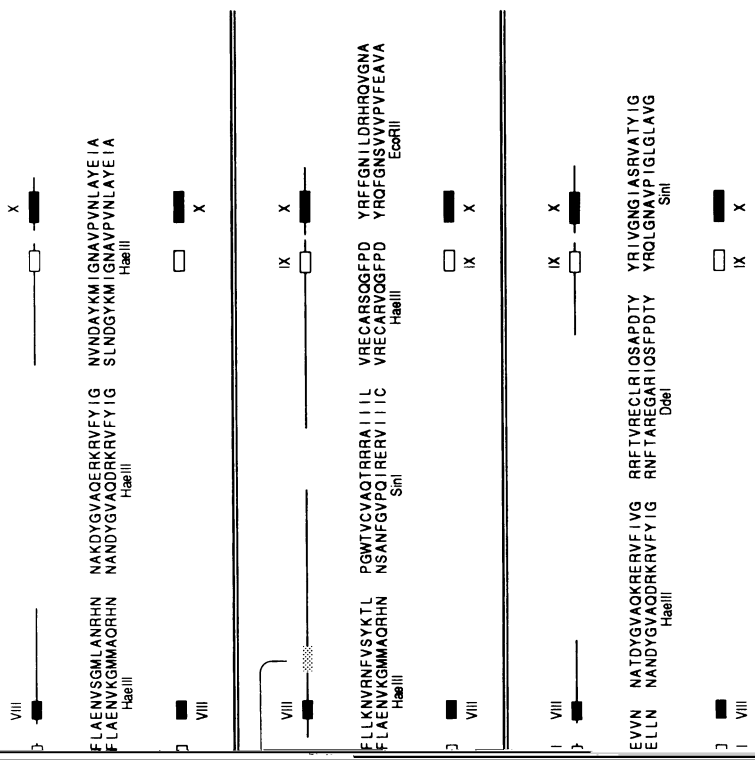 VIII X
FLAENVSGMLANRHN NAKDYGVAQERKRVFYIG NVNDAYKMIGNAVPVNLAYEIA
FLAENVKGMMAQRHN NANDYGVAQDRKRVFYIG SLNDGYKMIGNAVPVNLAYEIA
HaeIII HaeIII HaeIII
VIII X
VIII IX X
FLLKNVRNFVSYKTL PGWTVCVAQTRRRAIIIL VRECARSQGFPD YRFFGNILDRHRQVGNA
FLAENVKGMMAQRHN NSANFGVPQIRERVIIIC VRECARVQGFPD YRQFGNSVVVPVFEAVA
HaeIII SinI HaeIII EcoRII
VIII IX X
I VIII IX X
EVVN NATDYGVAQKRERVFIVG RRFTVRECLRIQSAPDTY YRIVGNGIASRVATYIG
ELLN NANDYGVAQDRKRVFYIG RNFTAREGARIQSFPDTY YRQLGNAVPIGLGLAVG
HaeIII DdeI SinI
I VIII IX X